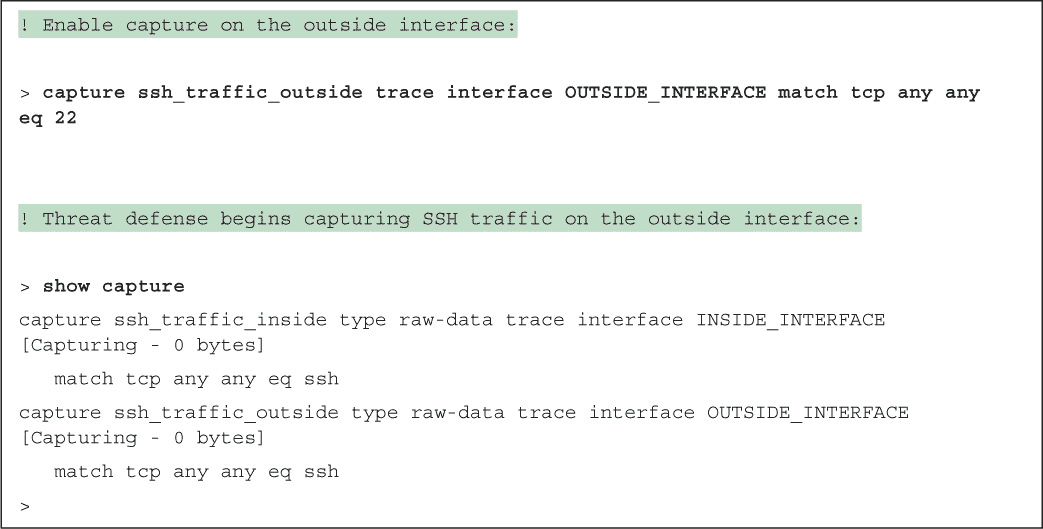 ! Enable capture on the outside interface:
> capture ssh_traffic_outside trace interface OUTSIDE_INTERFACE match tcp any any
eq 22
! Threat defense begins capturing SSH traffic on the outside interface:
> show capture
capture ssh_traffic_inside type raw-data trace interface INSIDE_INTERFACE
[Capturing - 0 bytes]
match tcp any any eq ssh
capture ssh_traffic_outside type raw-data trace interface OUTSIDE_INTERFACE
[Capturing - 0 bytes]
match tcp any any eq ssh
>